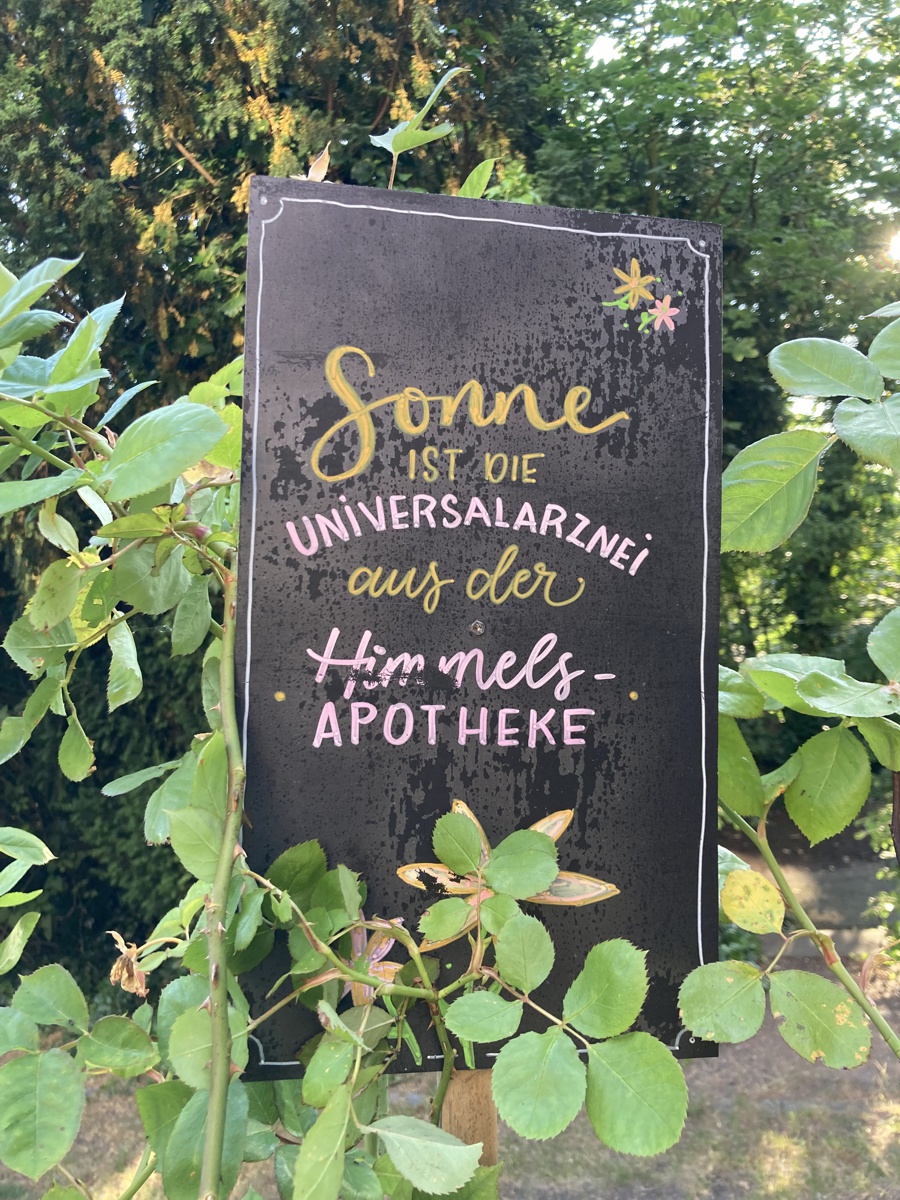 Sonne
IST DIE
UNIVERSALARZNEI
aus der
Himmels-
APOTHEKE